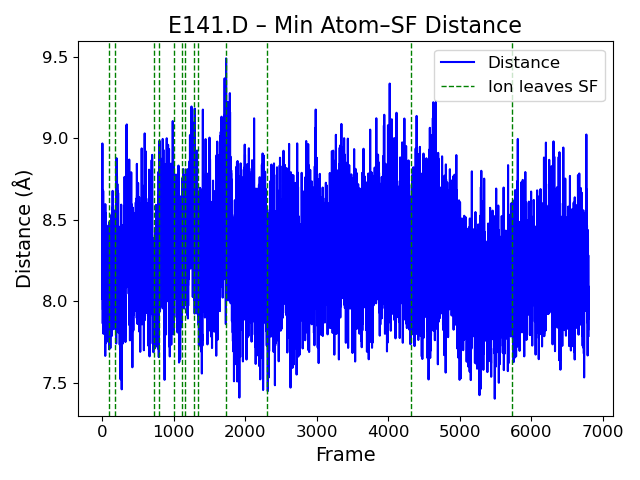 E141.D – Min Atom–SF Distance
Distance (Å)
9.5
9.0
8.5
8.0
7.5
Distance
Ion leaves SF
0 1000 2000 3000 4000 5000 6000 7000
Frame